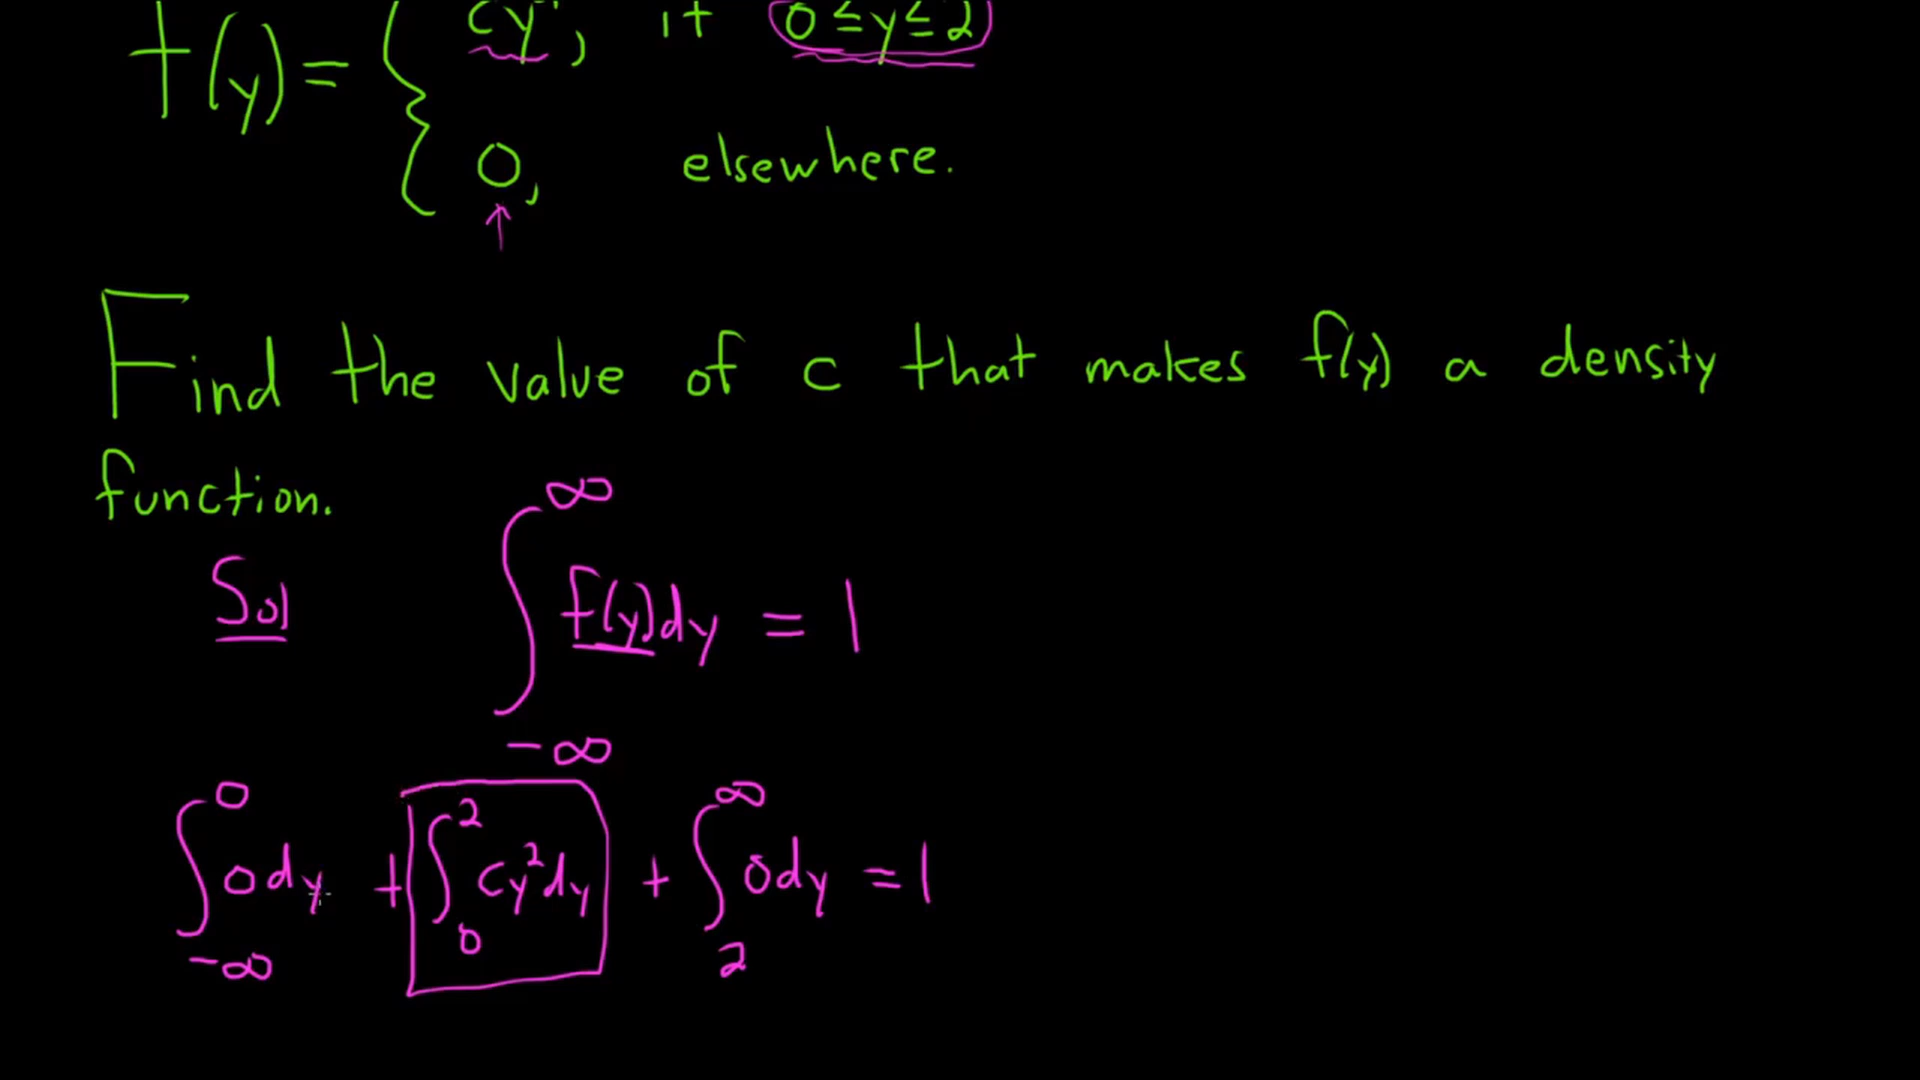 f(y) = { cy², if 0 ≤ y ≤ 2
0, elsewhere.
Find the value of c that makes f(y) a density
function.
Sol ∫_{-∞}^{∞} f(y)dy = 1
∫_{-∞}^{0} 0dy + ∫_{0}^{2} cy²dy + ∫_{2}^{∞} 0dy = 1